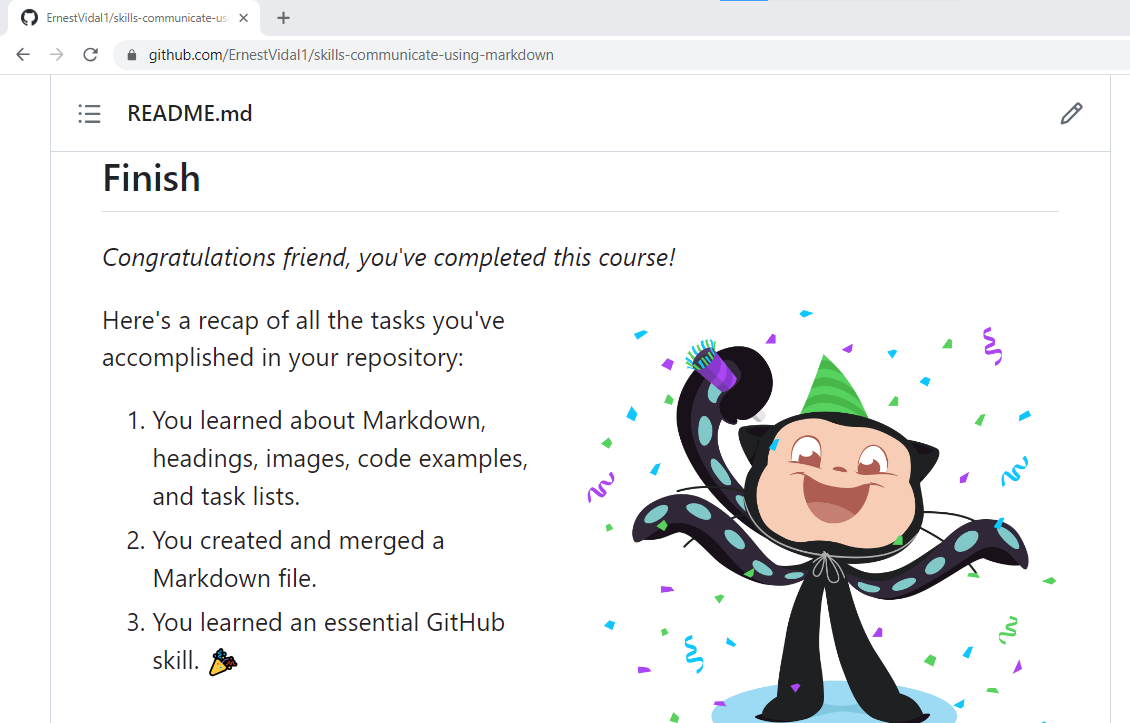 ErnestVidal1/skills-communicate-us
github.com/ErnestVidal1/skills-communicate-using-markdown
README.md
Finish
Congratulations friend, you've completed this course!
Here's a recap of all the tasks you've
accomplished in your repository:
1. You learned about Markdown,
headings, images, code examples,
and task lists.
2. You created and merged a
Markdown file.
3. You learned an essential GitHub
skill. 🎉